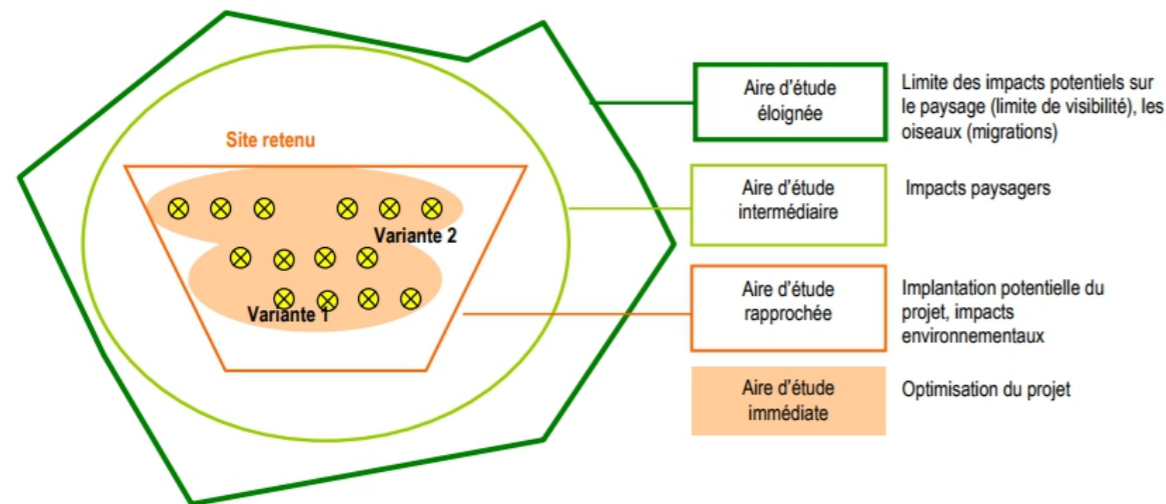 Site retenu
Variante 2
Variante 1
Aire d'étude
éloignée
Limite des impacts potentiels sur
le paysage (limite de visibilité), les
oiseaux (migrations)
Aire d'étude
intermédiaire
Impacts paysagers
Aire d'étude
rapprochée
Implantation potentielle du
projet, impacts
environnementaux
Aire d'étude
immédiate
Optimisation du projet